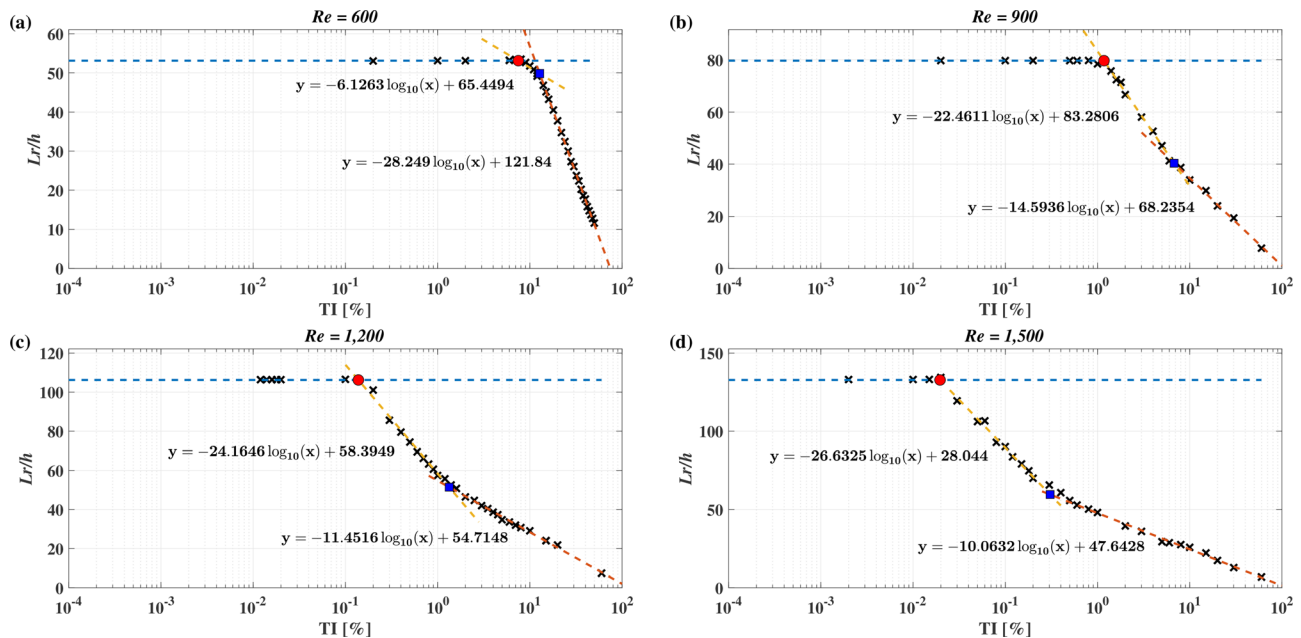 (a)
Re = 600
60
50
40
30
20
10
0
Lr/h
y = −6.1263 log10(x) + 65.4494
y = −28.249 log10(x) + 121.84
10^-4 10^-3 10^-2 10^-1 10^0 10^1 10^2
TI [%]
(b)
Re = 900
80
60
40
20
0
y = −22.4611 log10(x) + 83.2806
y = −14.5936 log10(x) + 68.2354
10^-4 10^-3 10^-2 10^-1 10^0 10^1 10^2
TI [%]
(c)
Re = 1,200
120
100
80
60
40
20
0
Lr/h
y = −24.1646 log10(x) + 58.3949
y = −11.4516 log10(x) + 54.7148
10^-4 10^-3 10^-2 10^-1 10^0 10^1 10^2
TI [%]
(d)
Re = 1,500
150
100
50
0
y = −26.6325 log10(x) + 28.044
y = −10.0632 log10(x) + 47.6428
10^-4 10^-3 10^-2 10^-1 10^0 10^1 10^2
TI [%]